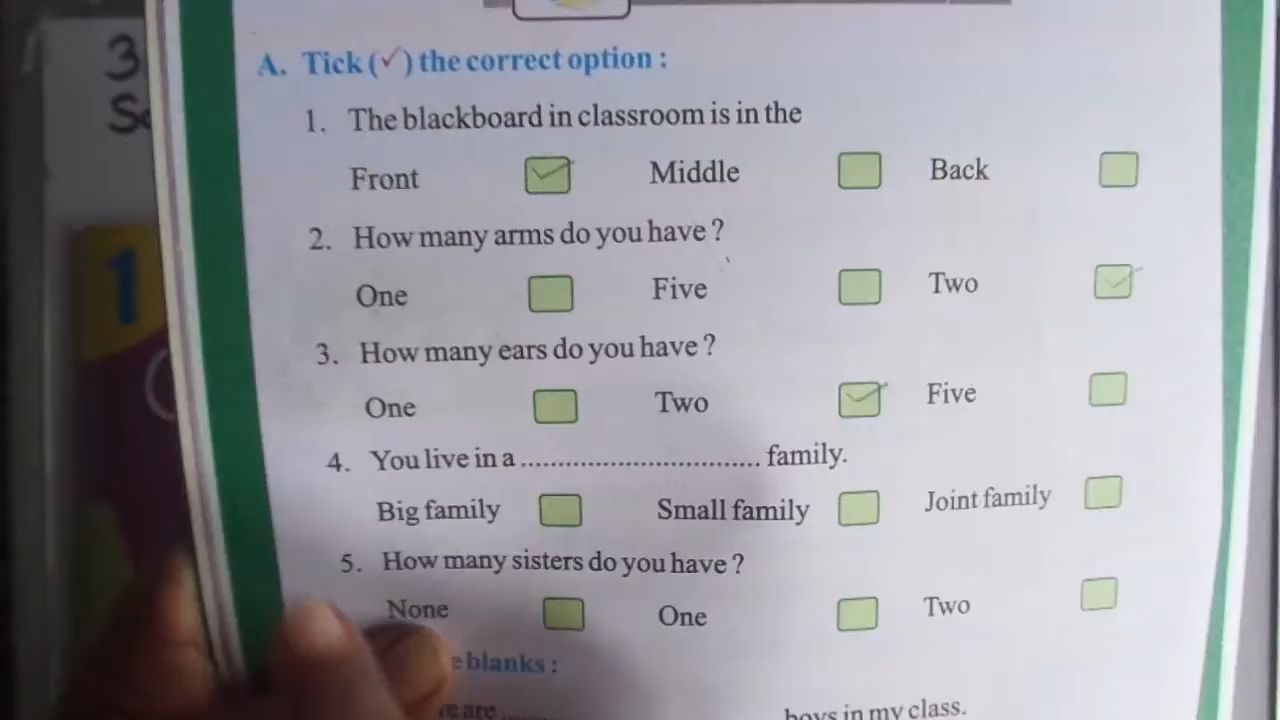 3
A. Tick (✓) the correct option :
1. The blackboard in classroom is in the
Front Middle Back
2. How many arms do you have ?
One Five Two
3. How many ears do you have ?
One Two Five
4. You live in a ................................ family.
Big family Small family Joint family
5. How many sisters do you have ?
None One Two
blanks :
are boys in my class.
1